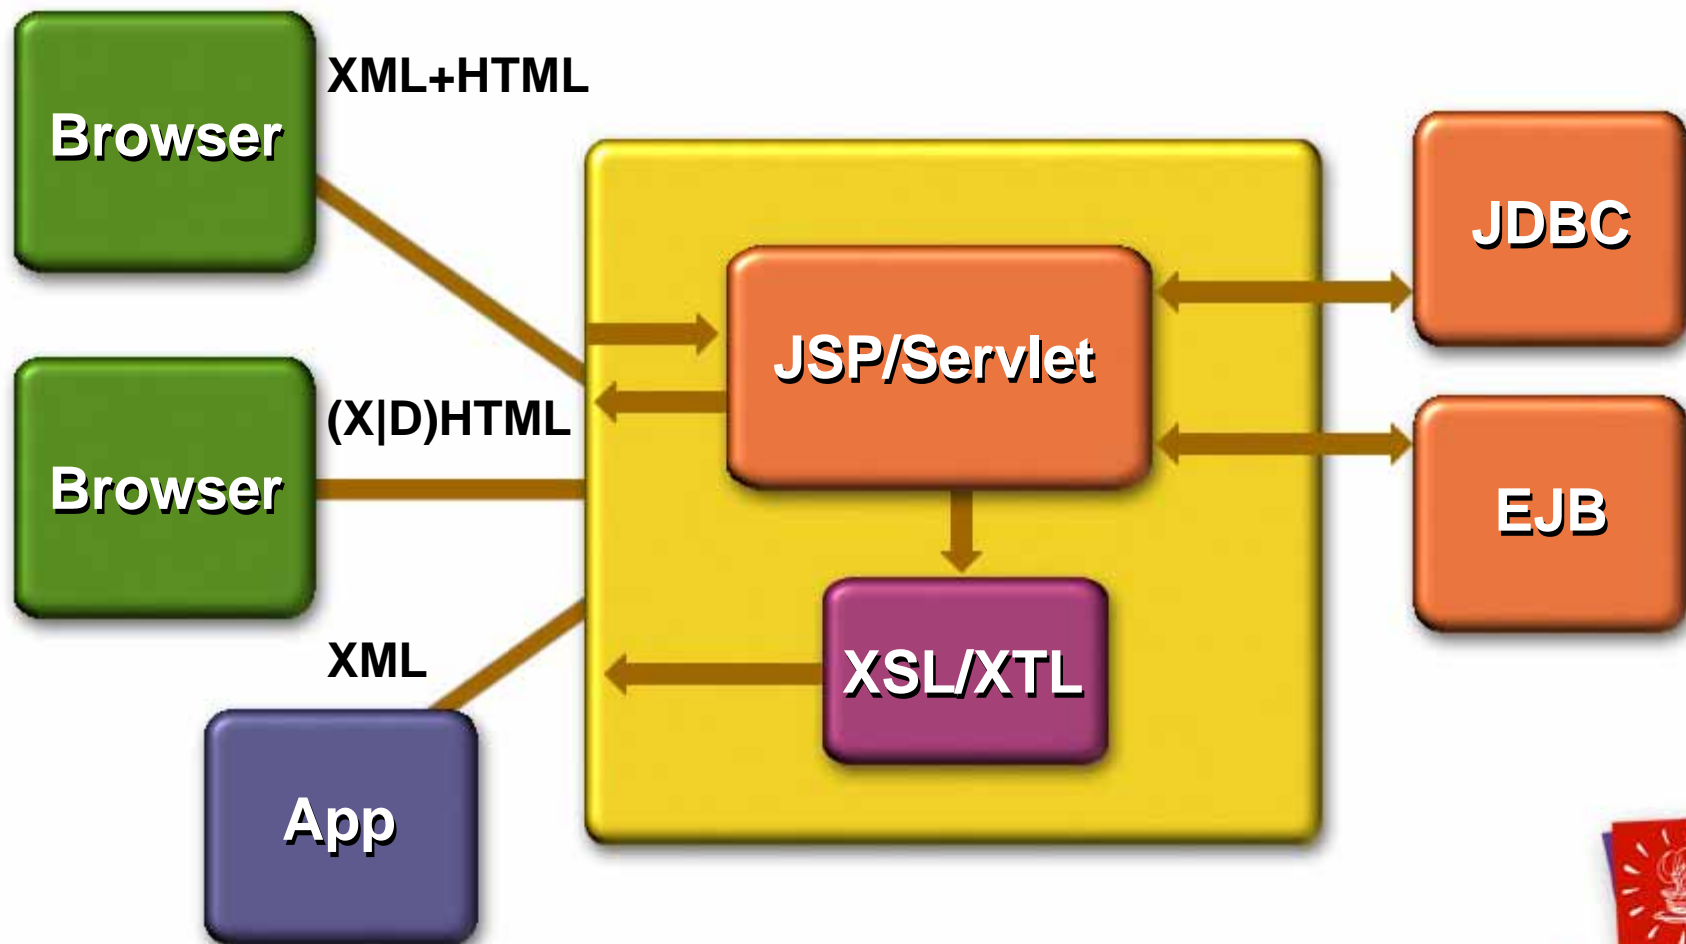 XML+HTML
Browser
JDBC
JSP/Servlet
(X|D)HTML
Browser
EJB
XML
XSL/XTL
App